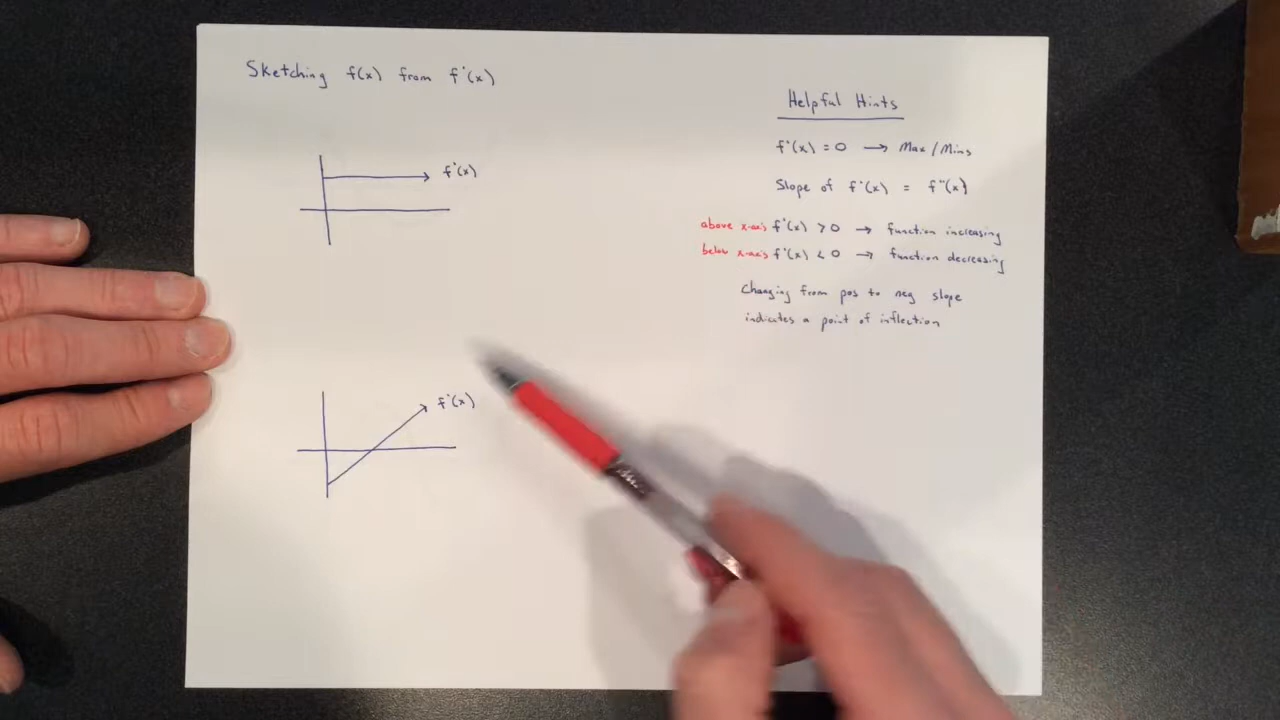 Sketching f(x) from f'(x)
f'(x)
f'(x)
Helpful Hints
f'(x) = 0 → Max/Mins
Slope of f'(x) = f"(x)
above x-axis f'(x) > 0 → function increasing
below x-axis f'(x) < 0 → function decreasing
Changing from pos to neg slope
indicates a point of inflection